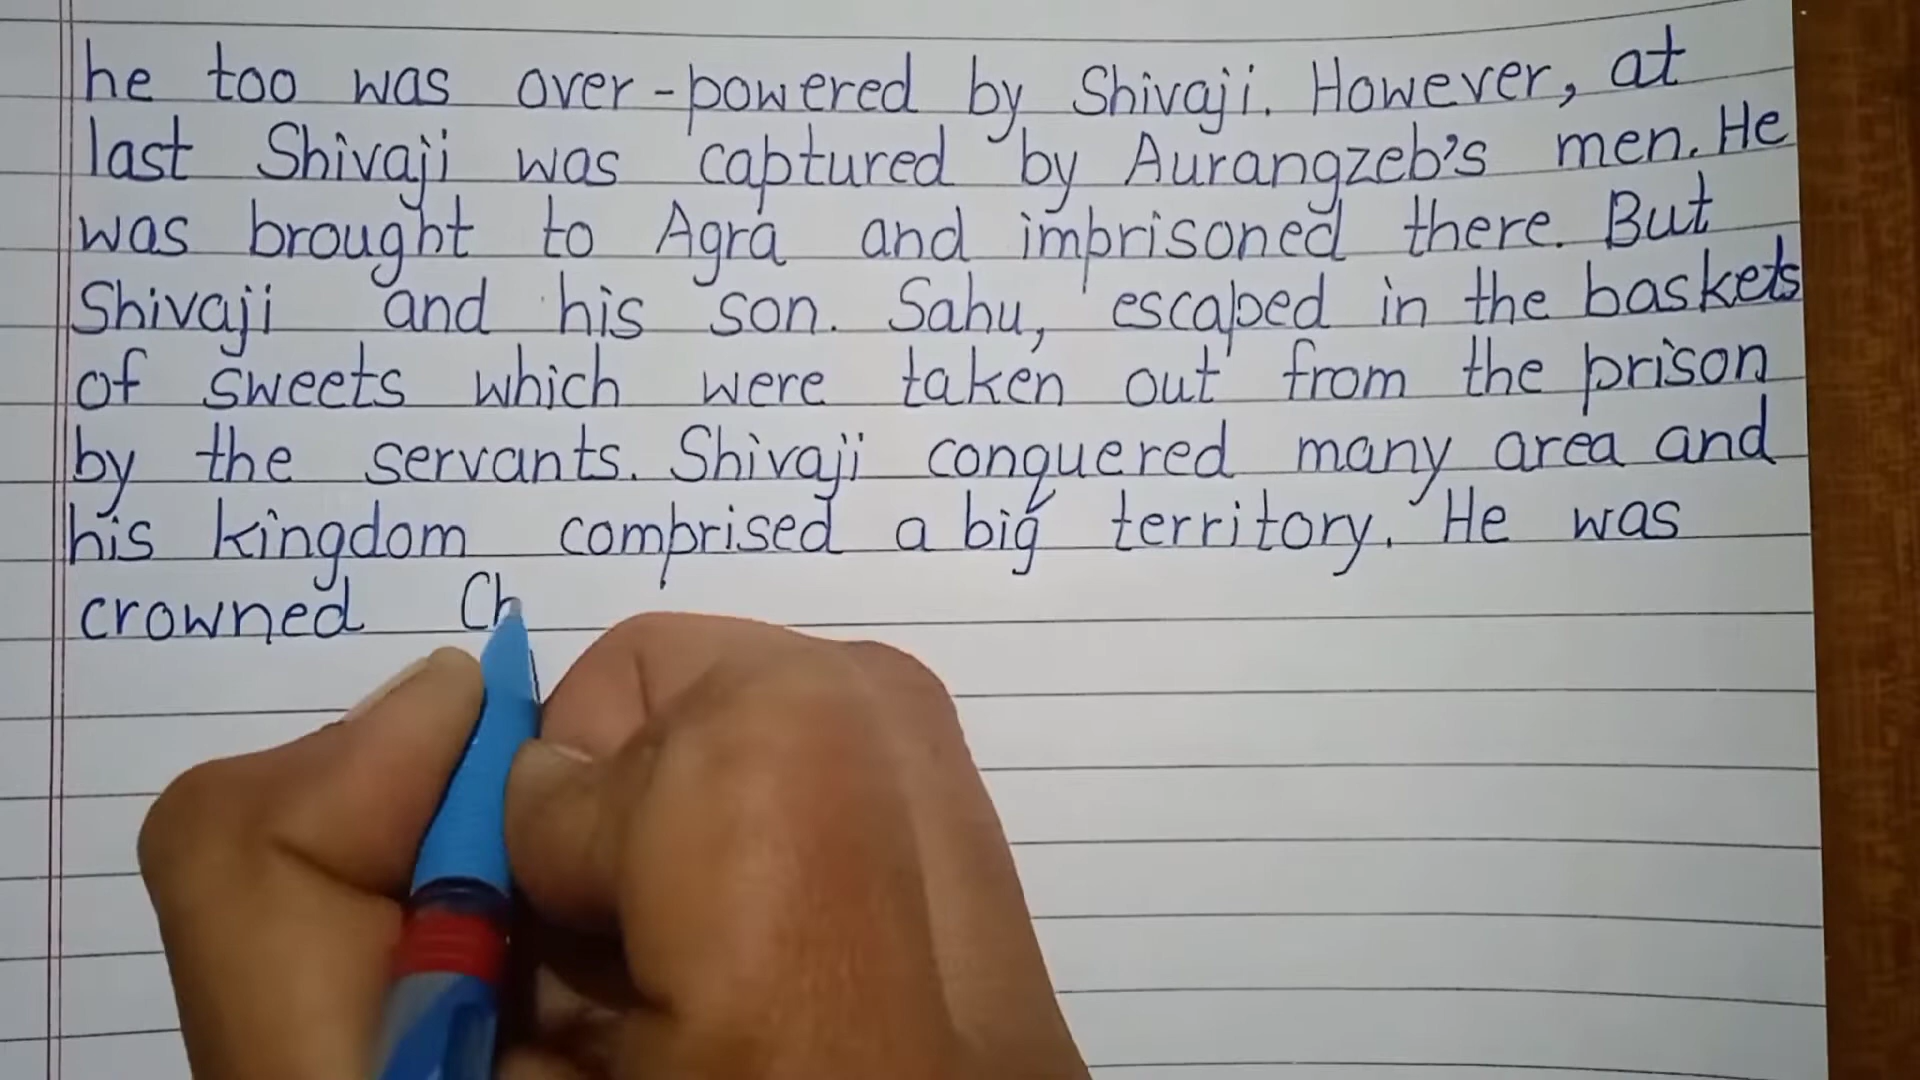 he too was over-powered by Shivaji. However, at
last Shivaji was captured by Aurangzeb's men. He
was brought to Agra and imprisoned there. But
Shivaji and his son. Sahu, escaped in the baskets
of sweets which were taken out from the prison
by the servants. Shivaji conquered many area and
his kingdom comprised a big territory. He was
crowned Ch